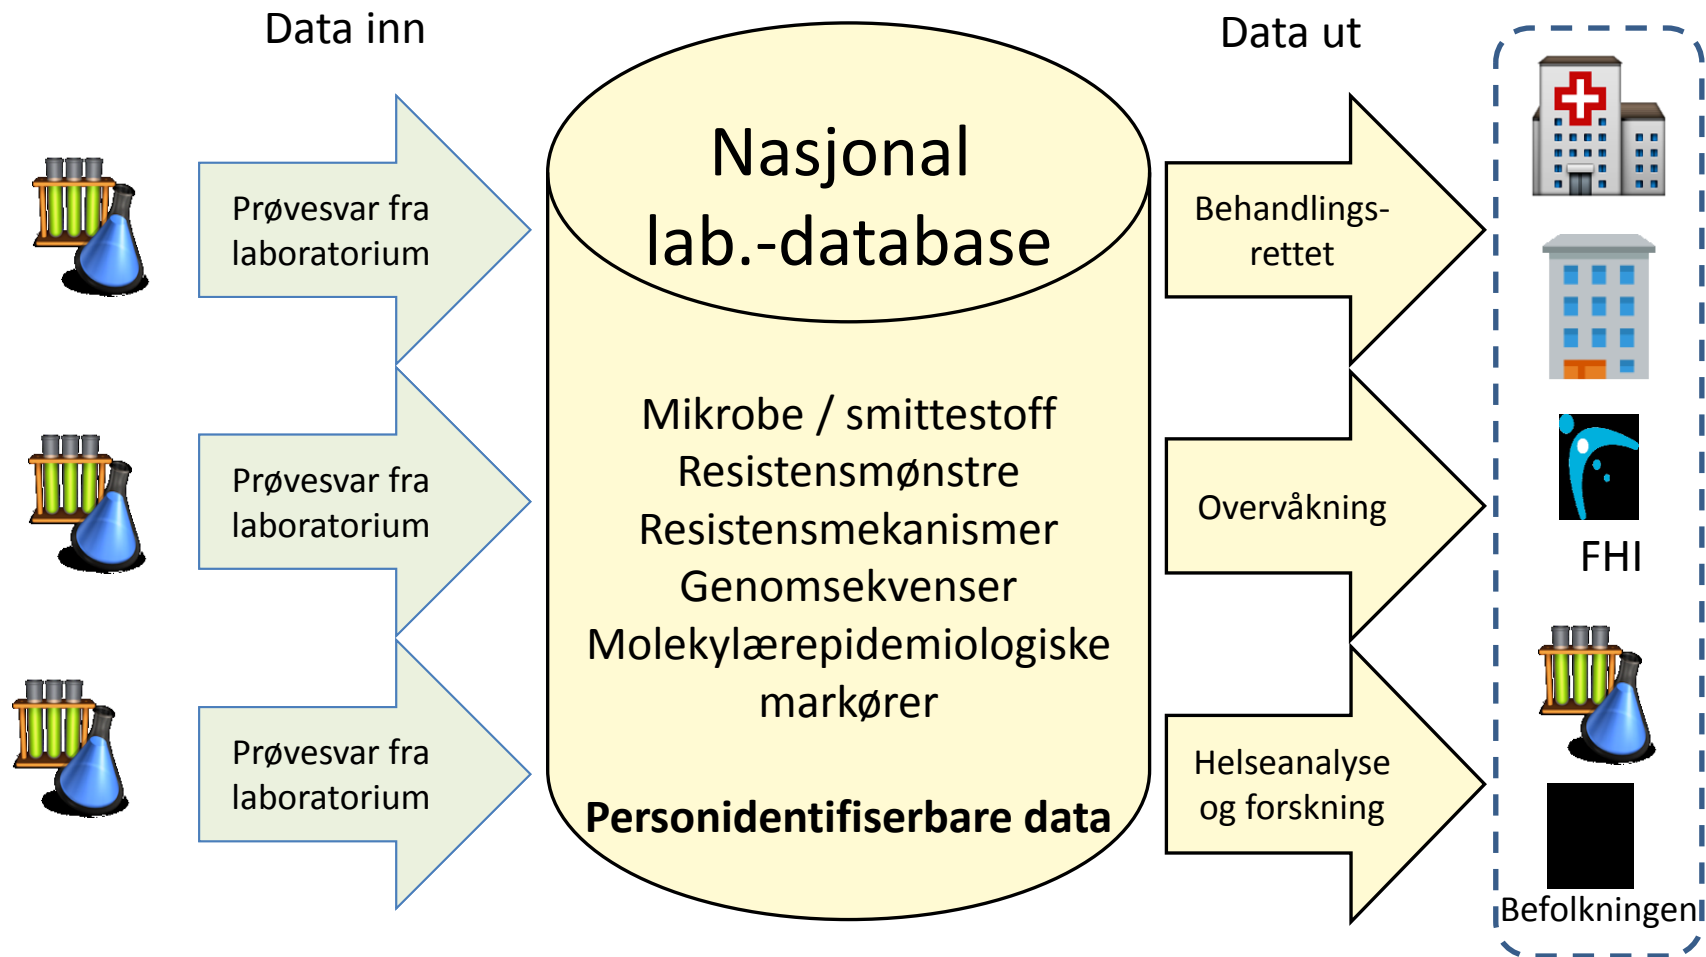 Data inn
Data ut
Prøvesvar fra
laboratorium
Prøvesvar fra
laboratorium
Prøvesvar fra
laboratorium
Nasjonal
lab.-database
Mikrobe / smittestoff
Resistensmønstre
Resistensmekanismer
Genomsekvenser
Molekylærepidemiologiske
markører
Personidentifiserbare data
Behandlings-
rettet
Overvåkning
Helseanalyse
og forskning
FHI
Befolkningen